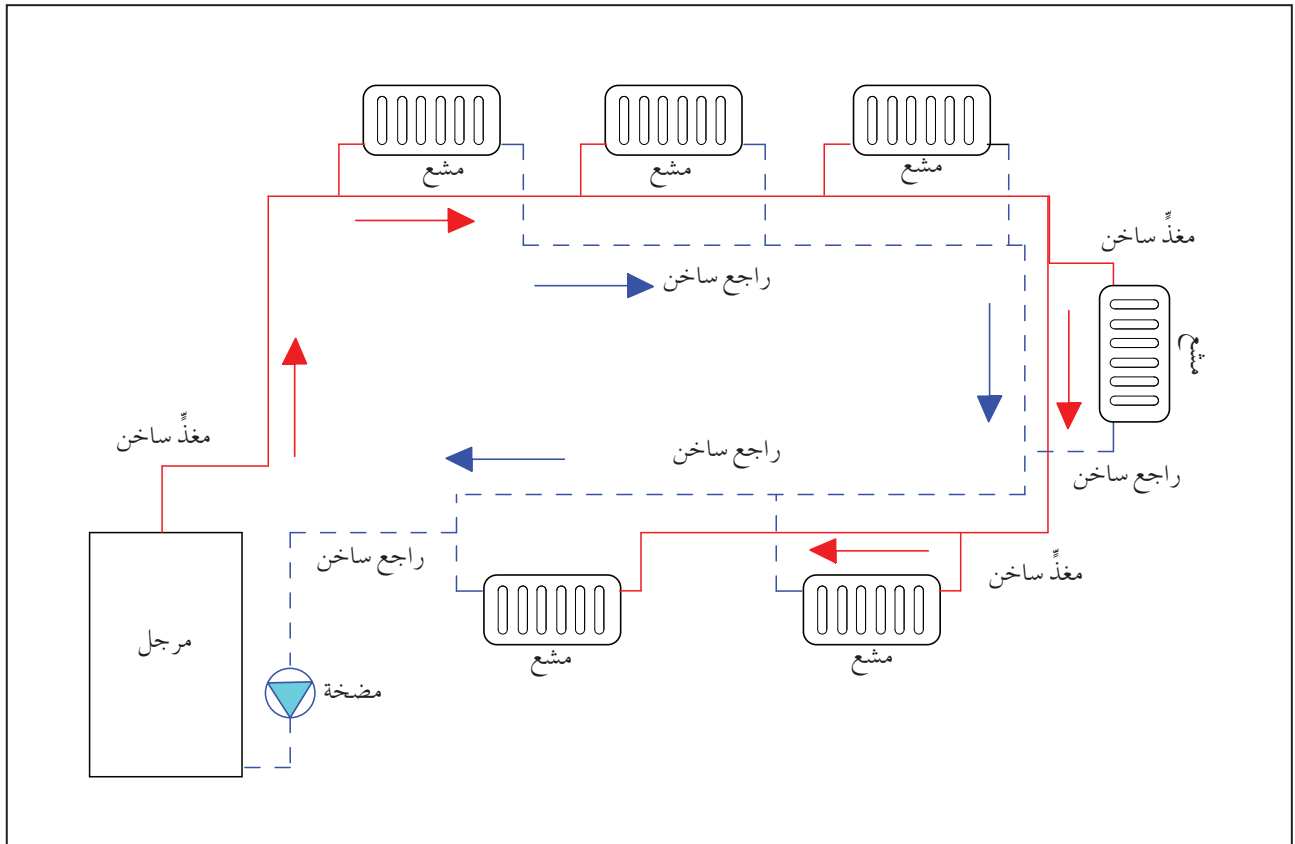 مشع
مشع
مشع
مغذٍّ ساخن
راجع ساخن
مشع
مغذٍّ ساخن
راجع ساخن
راجع ساخن
راجع ساخن
مغذٍّ ساخن
مرجل
مشع
مشع
مضخة